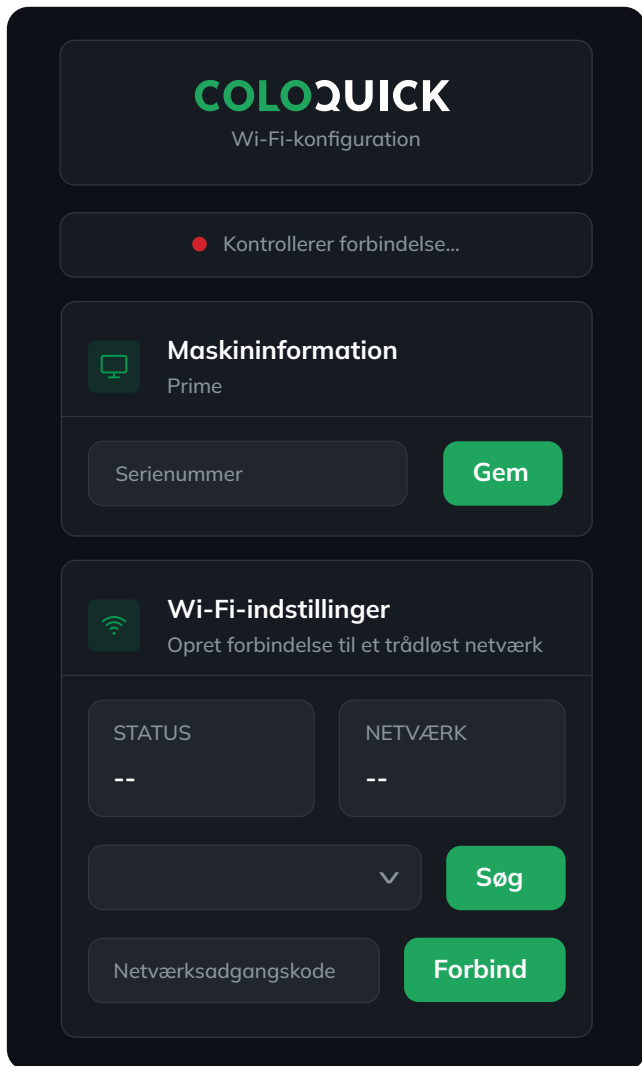 COLOQUICK
Wi-Fi-konfiguration
Kontrollerer forbindelse...
Maskininformation
Prime
Serienummer
Gem
Wi-Fi-indstillinger
Opret forbindelse til et trådløst netværk
STATUS
NETVÆRK
--
--
Søg
Netværksadgangskode
Forbind